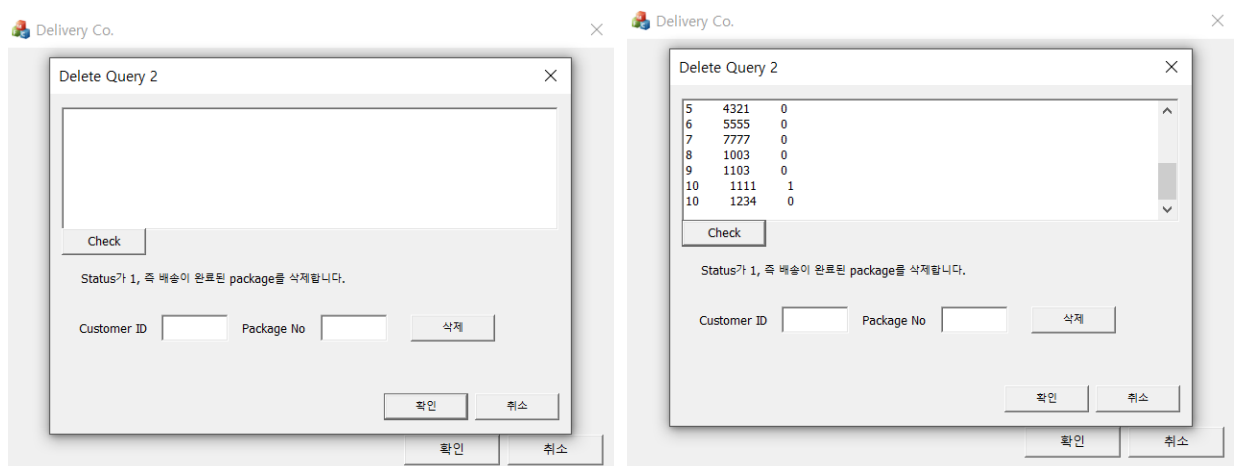 Delivery Co.
Delete Query 2
Check
Status가 1, 즉 배송이 완료된 package를 삭제합니다.
Customer ID Package No 삭제
확인 취소
확인 취소
Delivery Co.
Delete Query 2
5 4321 0
6 5555 0
7 7777 0
8 1003 0
9 1103 0
10 1111 1
10 1234 0
Check
Status가 1, 즉 배송이 완료된 package를 삭제합니다.
Customer ID Package No 삭제
확인 취소
확인 취소